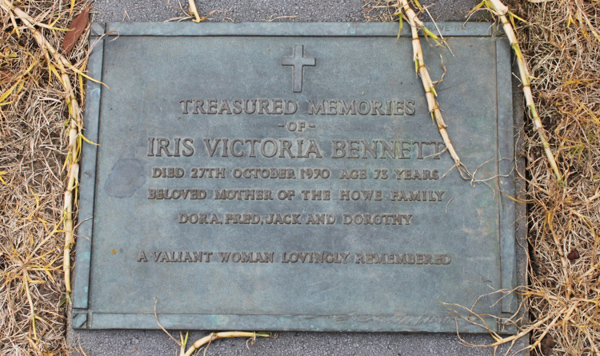 TREASURED MEMORIES
-OF-
IRIS VICTORIA BENNETT
DIED 27TH OCTOBER 1970 AGE 73 YEARS
BELOVED MOTHER OF THE HOWE FAMILY
DORA, FRED, JACK AND DOROTHY
A VALIANT WOMAN LOVINGLY REMEMBERED